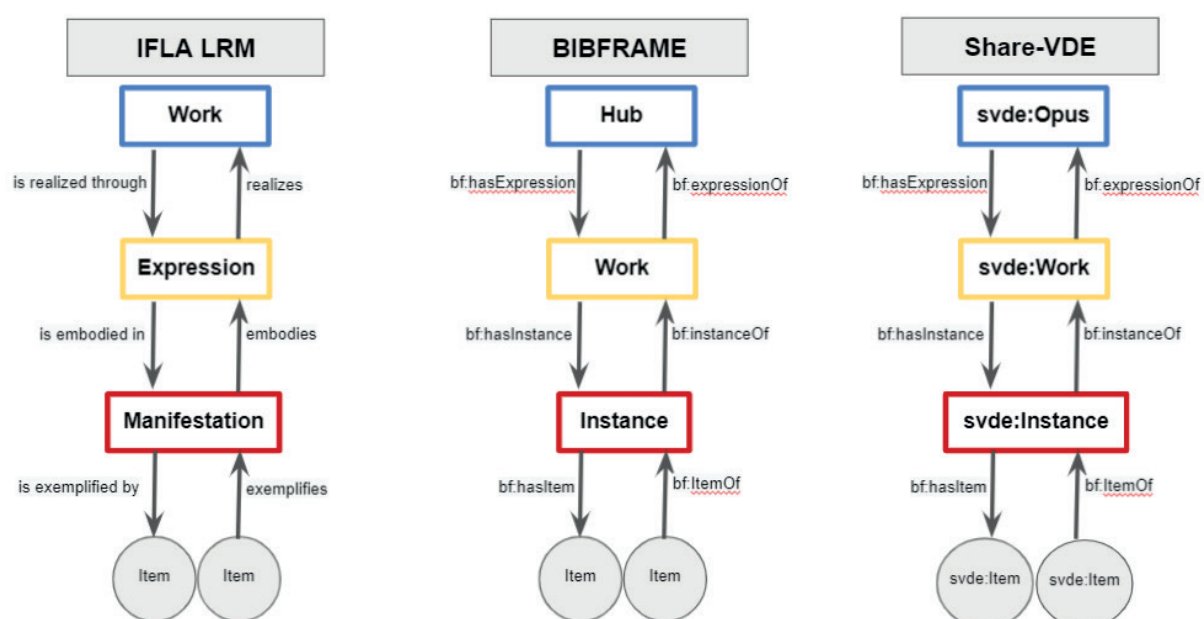 IFLA LRM
Work
is realized through
realizes
Expression
is embodied in
embodies
Manifestation
is exemplified by
exemplifies
Item
Item
BIBFRAME
Hub
bf:hasExpression
bf:expressionOf
Work
bf:hasInstance
bf:instanceOf
Instance
bf:hasItem
bf:ItemOf
Item
Item
Share-VDE
svde:Opus
bf:hasExpression
bf:expressionOf
svde:Work
bf:hasInstance
bf:instanceOf
svde:Instance
bf:hasItem
bf:ItemOf
svde:Item
svde:Item